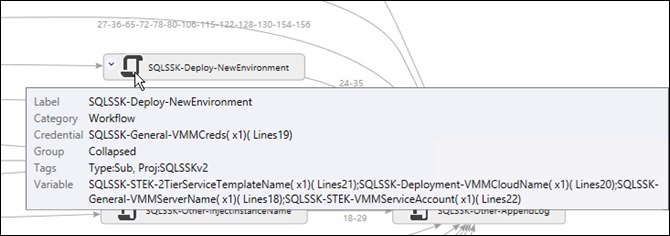 27-36-65-72-78-80-106-115-122-128-130-154-156
SQLSSK-Deploy-NewEnvironment
24-35
Label SQLSSK-Deploy-NewEnvironment
Category Workflow
Credential SQLSSK-General-VMMCreds( x1)( Lines19)
Group Collapsed
Tags Type:Sub, Proj:SQLSSKv2
Variable SQLSSK-STEK-2TierServiceTemplateName( x1)( Lines21);SQLSSK-Deployment-VMMCloudName( x1)( Lines20);SQLSSK-
General-VMMServerName( x1)( Lines18);SQLSSK-STEK-VMMServiceAccount( x1)( Lines22)
SQLSSK-Other-InjectInstanceName
18-29
SQLSSK-Other-AppendLog